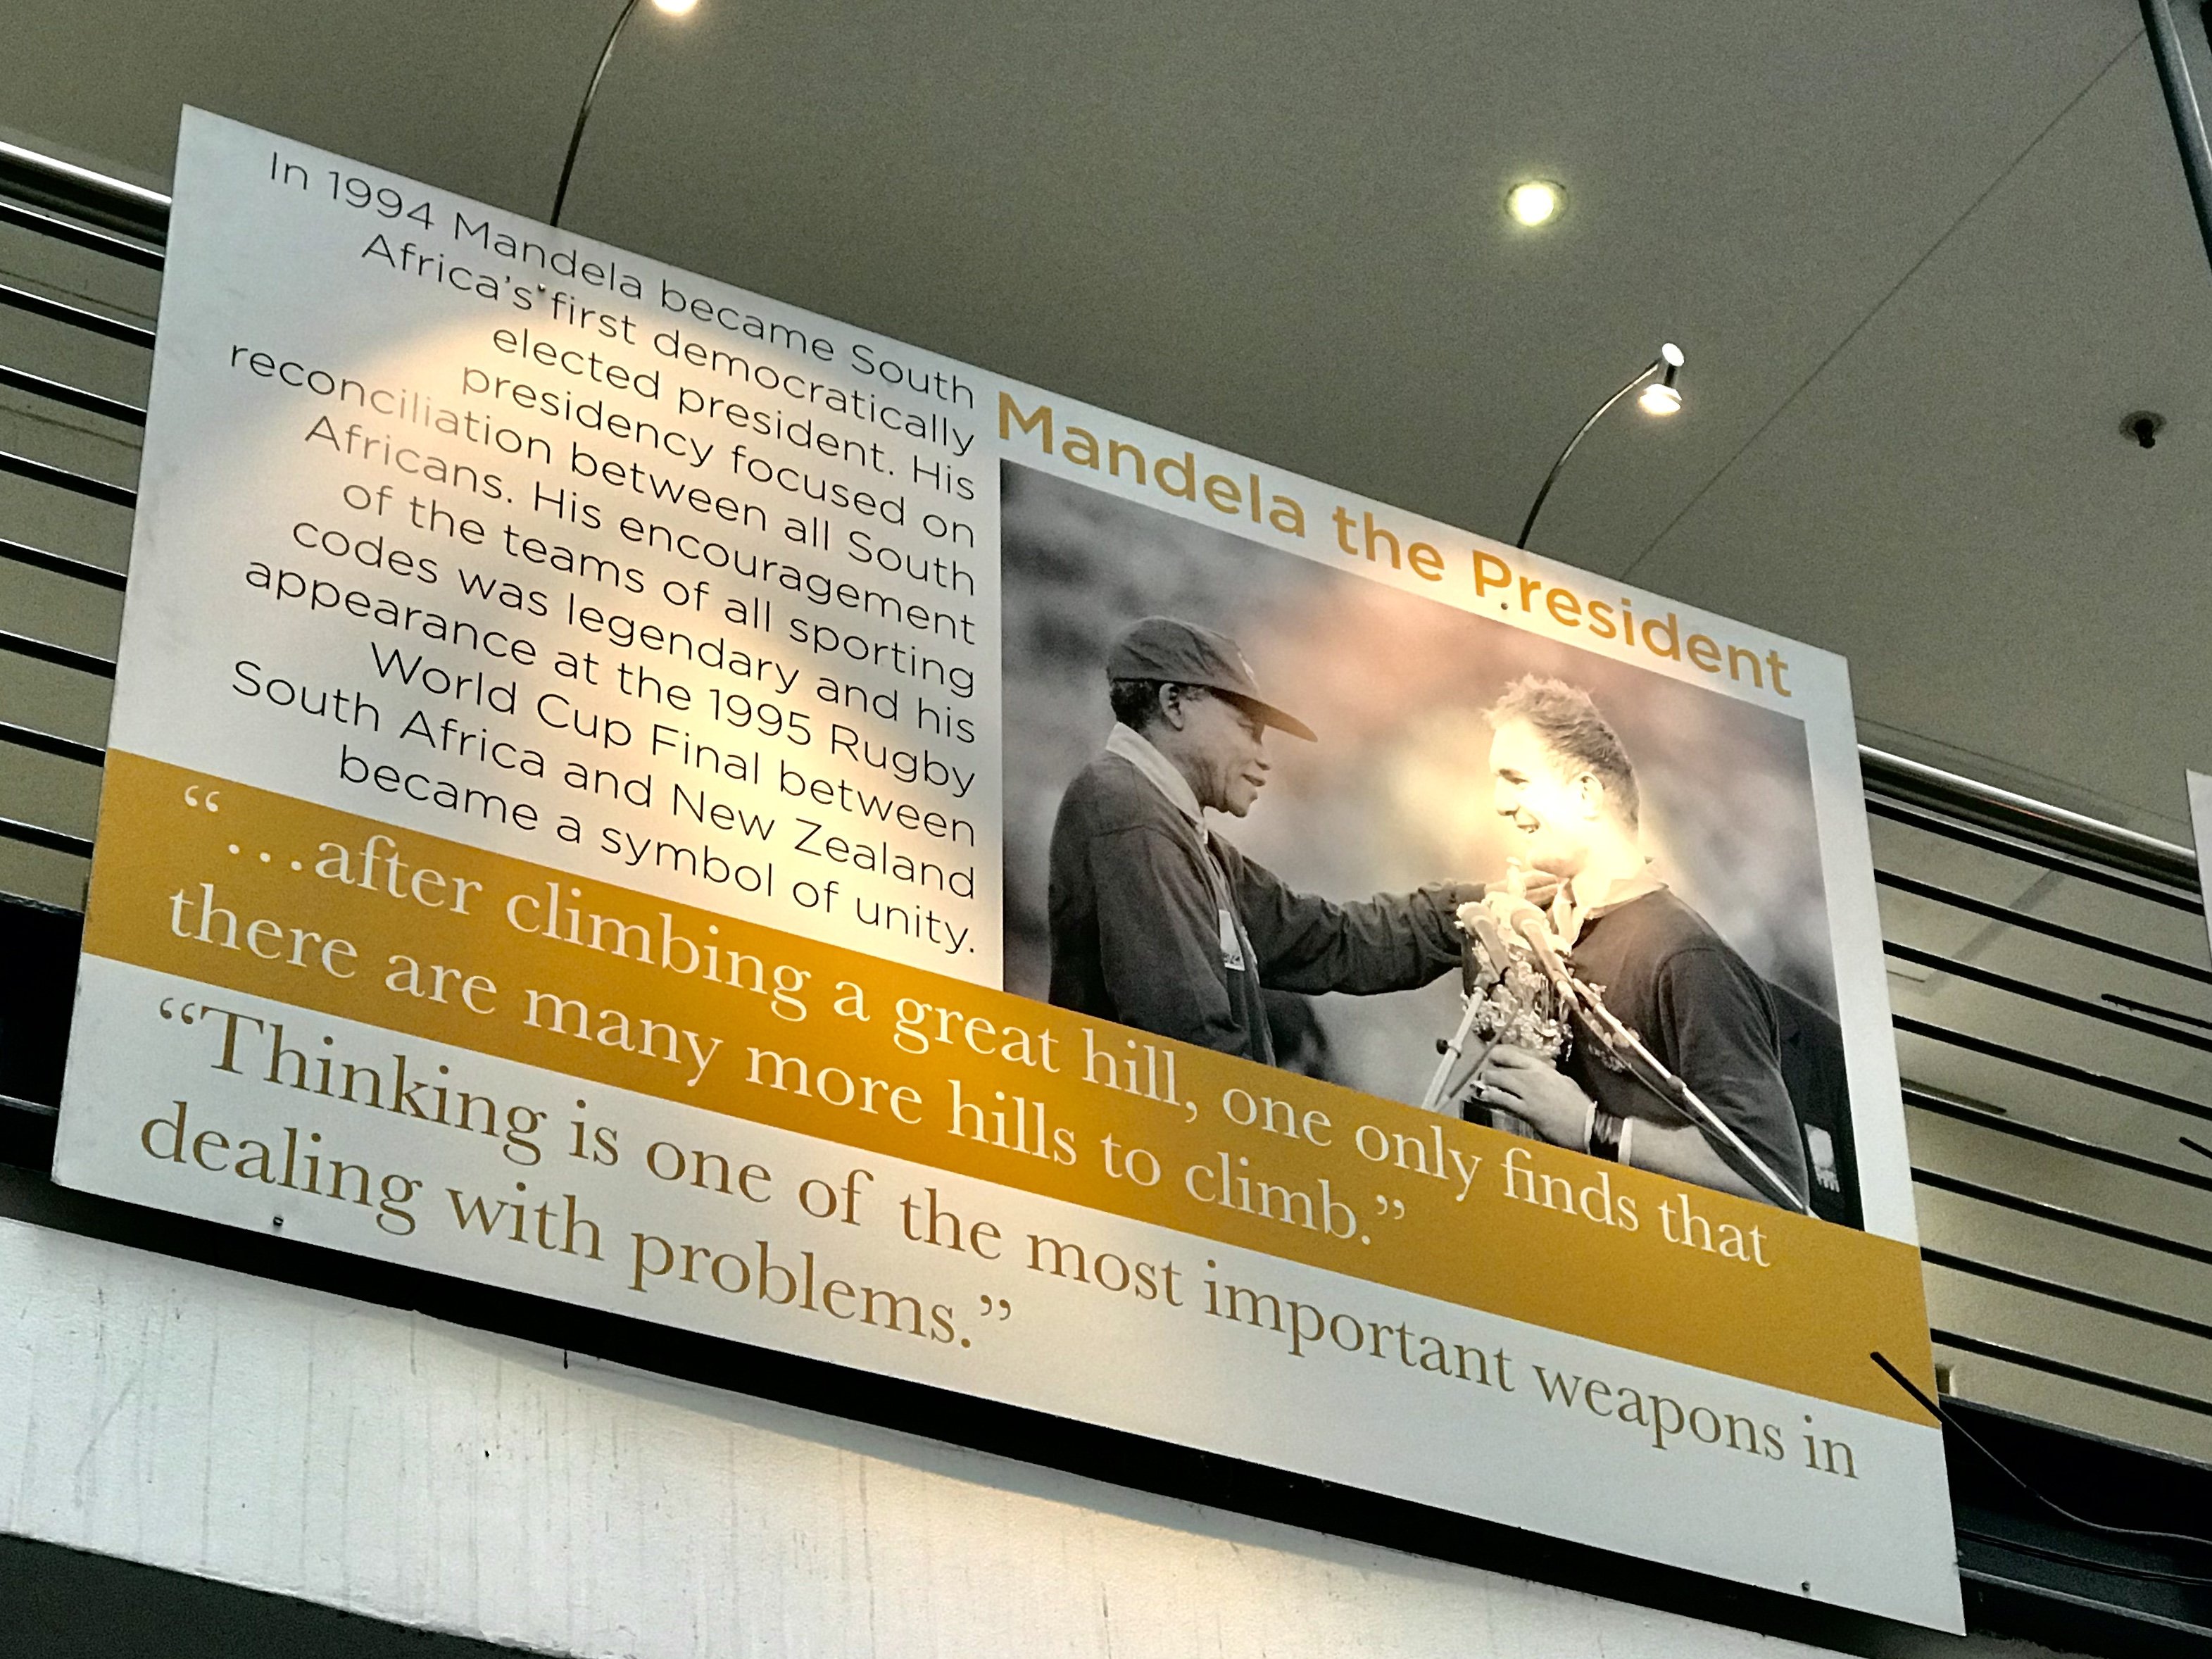 In 1994 Mandela became South
Africa's first democratically
elected president. His
presidency focused on
reconciliation between all South
Africans. His encouragement
of the teams of all sporting
codes was legendary and his
appearance at the 1995 Rugby
World Cup Final between
South Africa and New Zealand
became a symbol of unity.
Mandela the President
“...after climbing a great hill, one only finds that
there are many more hills to climb.”
“Thinking is one of the most important weapons in
dealing with problems.”